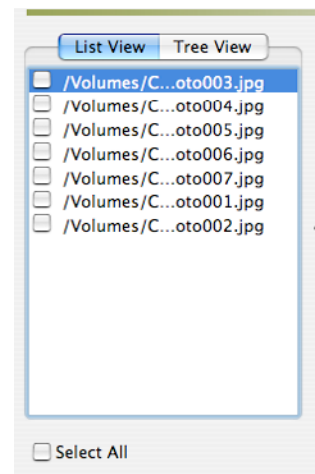 List View Tree View
/Volumes/C...oto003.jpg
/Volumes/C...oto004.jpg
/Volumes/C...oto005.jpg
/Volumes/C...oto006.jpg
/Volumes/C...oto007.jpg
/Volumes/C...oto001.jpg
/Volumes/C...oto002.jpg
Select All